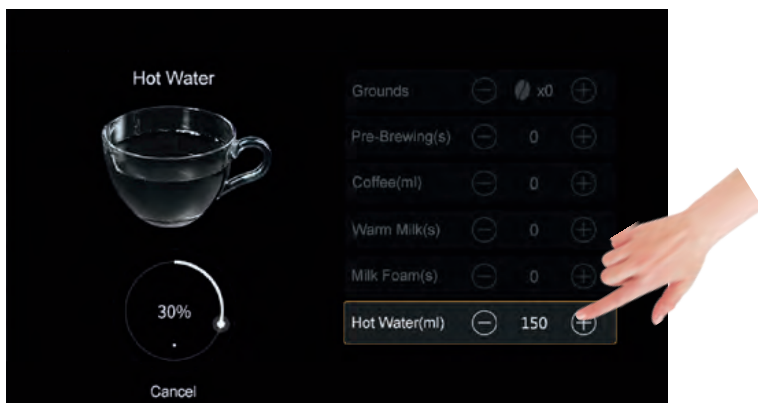 Hot Water
Grounds x0
Pre-Brewing(s) 0
Coffee(ml) 0
Warm Milk(s) 0
Milk Foam(s) 0
Hot Water(ml) 150
30%
Cancel